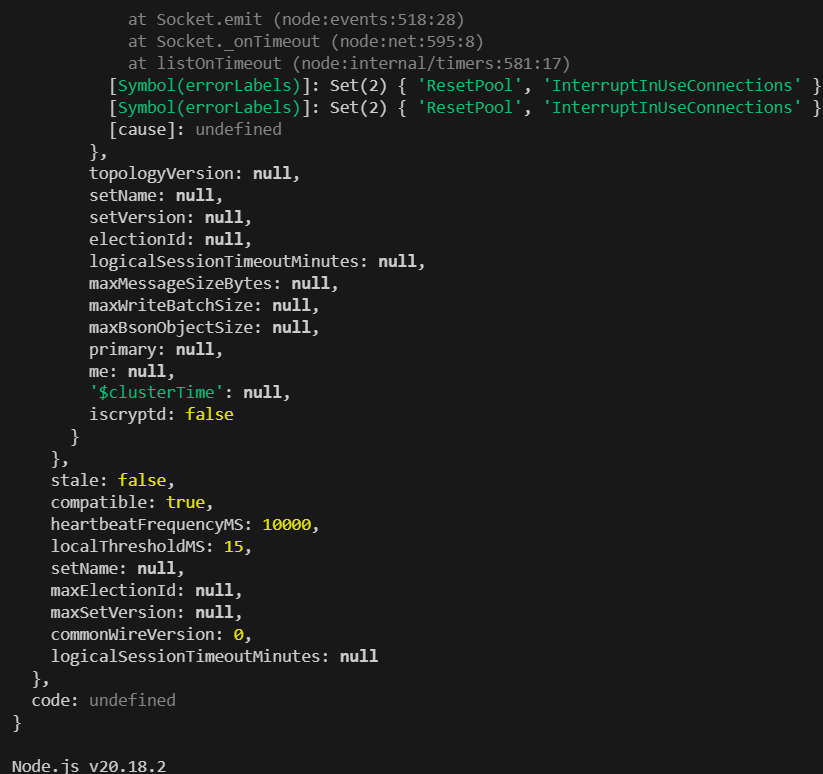 at Socket.emit (node:events:518:28)
at Socket._onTimeout (node:net:595:8)
at listOnTimeout (node:internal/timers:581:17)
[Symbol(errorLabels)]: Set(2) { 'ResetPool', 'InterruptInUseConnections' }
[Symbol(errorLabels)]: Set(2) { 'ResetPool', 'InterruptInUseConnections' }
[cause]: undefined
},
topologyVersion: null,
setName: null,
setVersion: null,
electionId: null,
logicalSessionTimeoutMinutes: null,
maxMessageSizeBytes: null,
maxWriteBatchSize: null,
maxBsonObjectSize: null,
primary: null,
me: null,
'$clusterTime': null,
iscryptd: false
}
},
stale: false,
compatible: true,
heartbeatFrequencyMS: 10000,
localThresholdMS: 15,
setName: null,
maxElectionId: null,
maxSetVersion: null,
commonWireVersion: 0,
logicalSessionTimeoutMinutes: null
},
code: undefined
}
Node.js v20.18.2